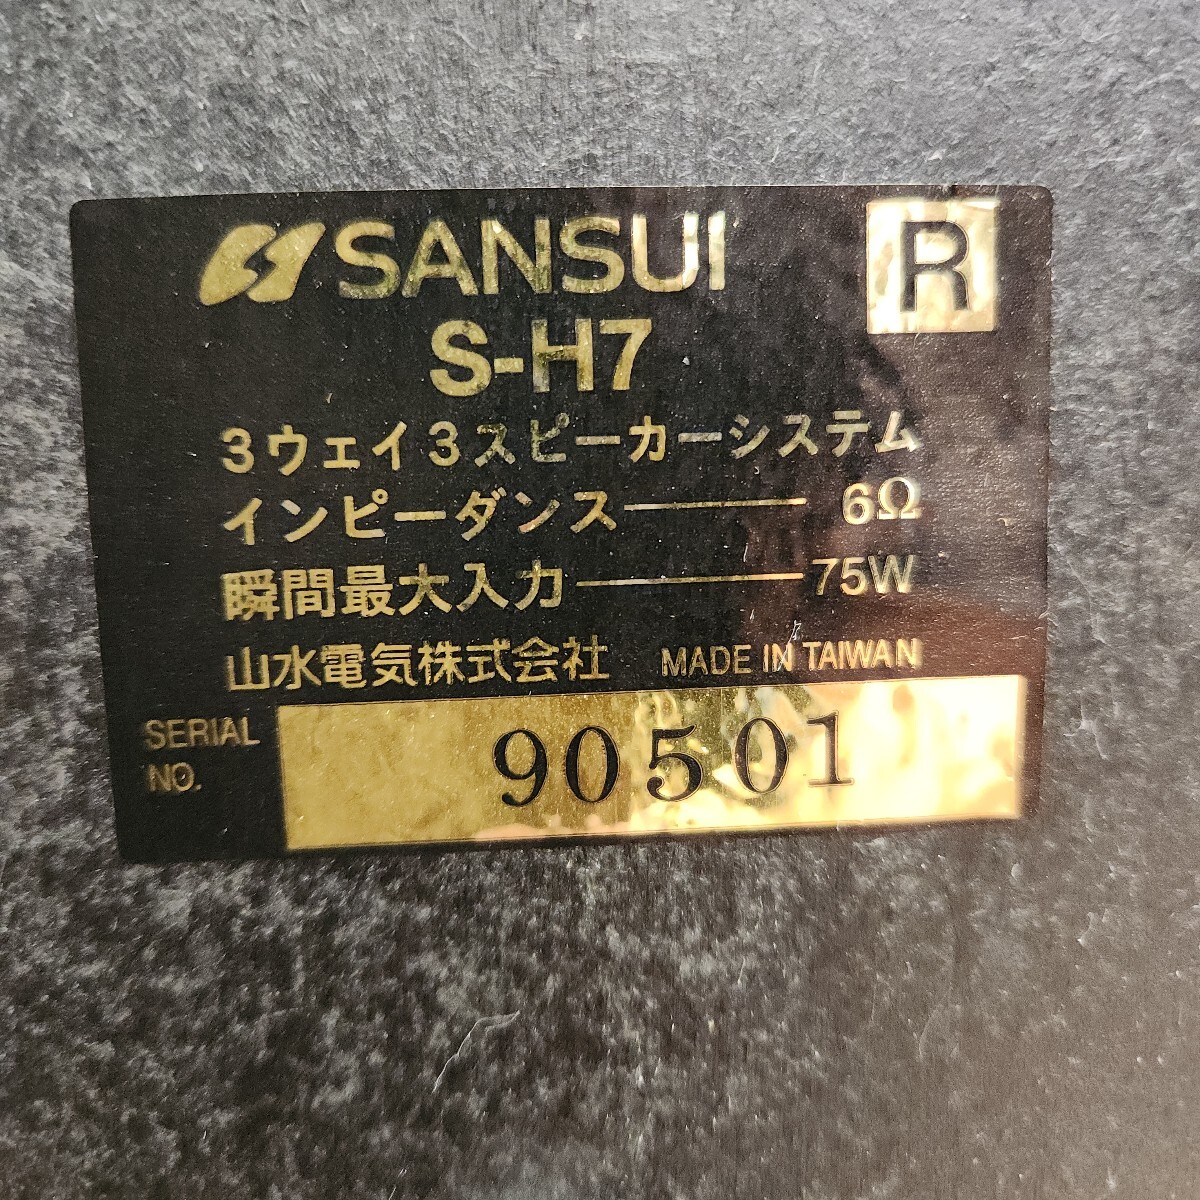 SANSUI R
S-H7
3ウェイ3スピーカーシステム
インピーダンス 6Ω
瞬間最大入力 75W
山水電気株式会社 MADE IN TAIWAN
SERIAL NO. 90501